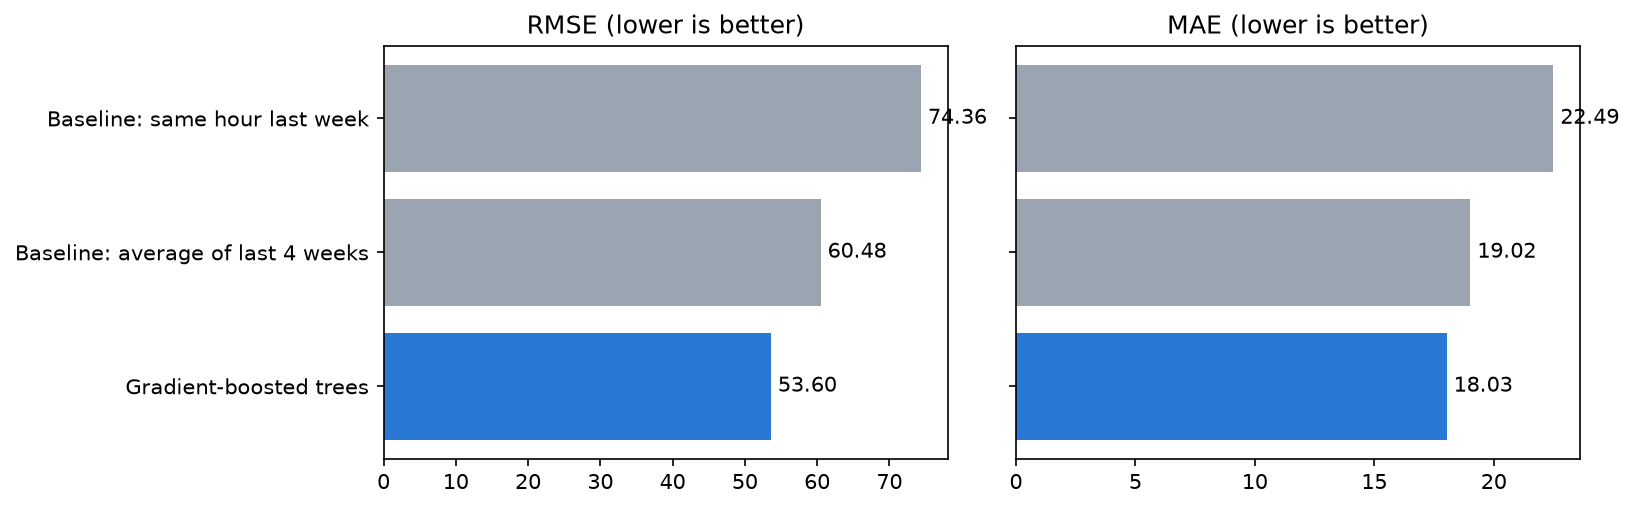 RMSE (lower is better)
Baseline: same hour last week
74.36
Baseline: average of last 4 weeks
60.48
Gradient-boosted trees
53.60
0 10 20 30 40 50 60 70
MAE (lower is better)
22.49
19.02
18.03
0 5 10 15 20